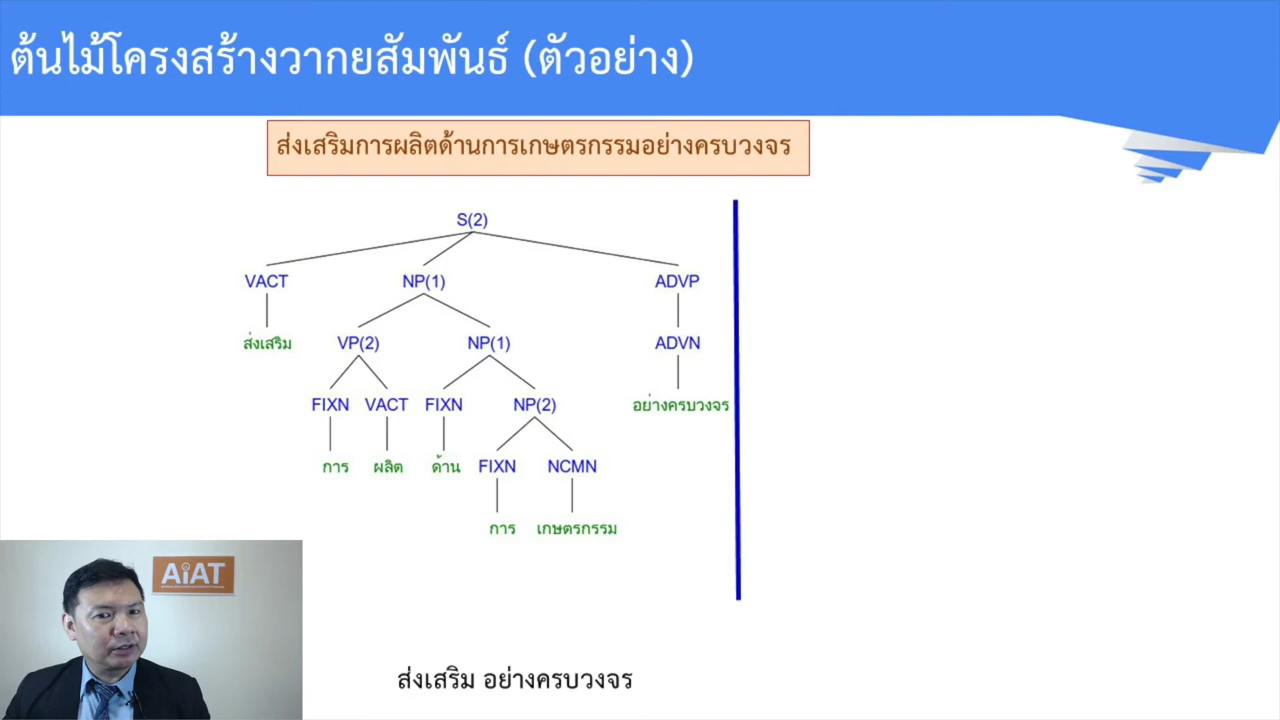 ต้นไม้โครงสร้างวากยสัมพันธ์ (ตัวอย่าง)
ส่งเสริมการผลิตด้านการเกษตรกรรมอย่างครบวงจร
S(2)
VACT NP(1) ADVP
ส่งเสริม VP(2) NP(1) ADVN
FIXN VACT FIXN NP(2) อย่างครบวงจร
การ ผลิต ด้าน FIXN NCMN
การ เกษตรกรรม
AiAT
ส่งเสริม อย่างครบวงจร